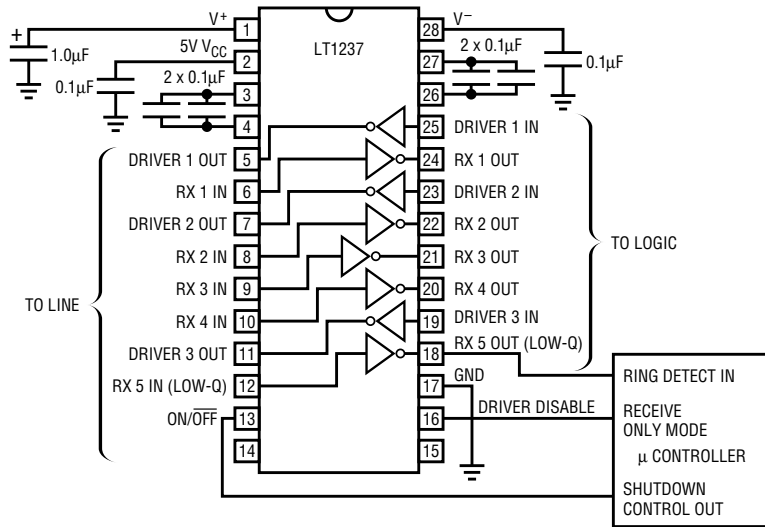 V+
1.0µF
5V VCC
0.1µF
2 x 0.1µF
TO LINE
DRIVER 1 OUT
RX 1 IN
DRIVER 2 OUT
RX 2 IN
RX 3 IN
RX 4 IN
DRIVER 3 OUT
RX 5 IN (LOW-Q)
ON/OFF
1
2
3
4
5
6
7
8
9
10
11
12
13
14
LT1237
28
27
26
25
24
23
22
21
20
19
18
17
16
15
V–
2 x 0.1µF
0.1µF
DRIVER 1 IN
RX 1 OUT
DRIVER 2 IN
RX 2 OUT
RX 3 OUT
RX 4 OUT
DRIVER 3 IN
RX 5 OUT (LOW-Q)
GND
DRIVER DISABLE
TO LOGIC
RING DETECT IN
RECEIVE
ONLY MODE
µ CONTROLLER
SHUTDOWN
CONTROL OUT